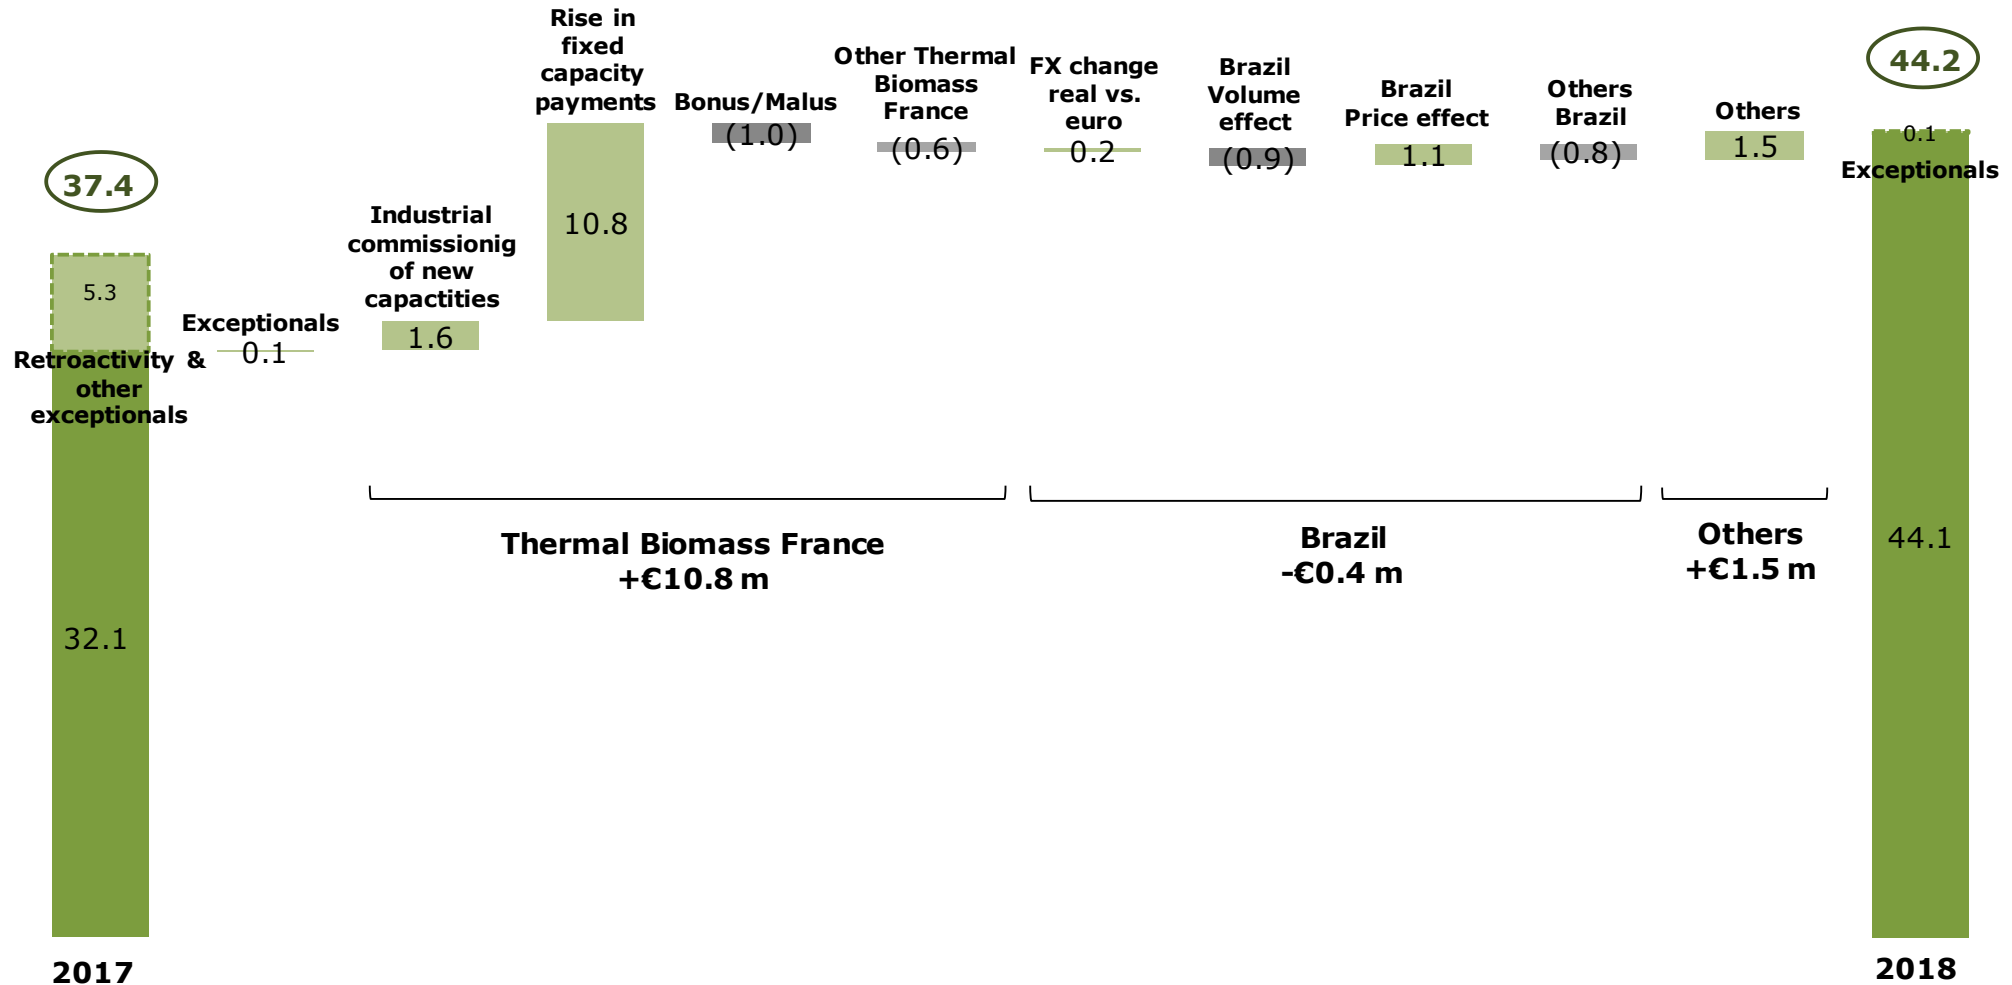 37.4
5.3
Retroactivity &
other
exceptionals
32.1
2017
Exceptionals
0.1
Industrial
commissionig
of new
capactities
1.6
Rise in
fixed
capacity
payments
10.8
Bonus/Malus
(1.0)
Other Thermal
Biomass
France
(0.6)
FX change
real vs.
euro
0.2
Brazil
Volume
effect
(0.9)
Brazil
Price effect
1.1
Others
Brazil
(0.8)
Others
1.5
Thermal Biomass France
+€10.8 m
Brazil
-€0.4 m
Others
+€1.5 m
44.2
0.1
Exceptionals
44.1
2018